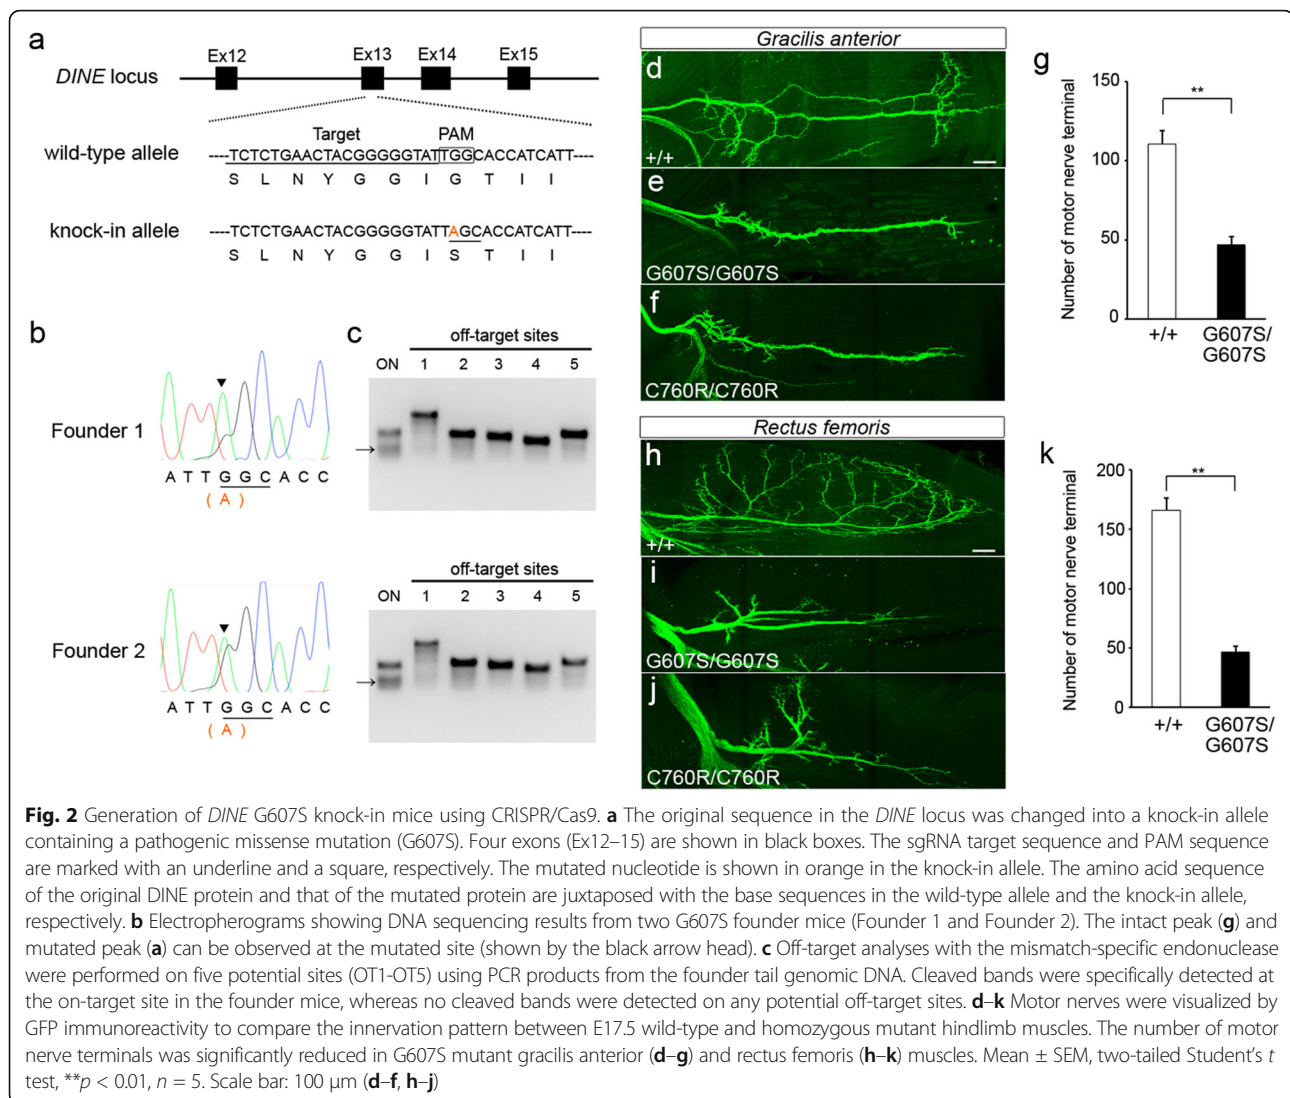 a
Ex12 Ex13 Ex14 Ex15
DINE locus
Target PAM
wild-type allele ----TCTCTGAACTACGGGGGTATTGGCACCATCATT----
S L N Y G G I G T I I
knock-in allele ----TCTCTGAACTACGGGGGTATTAGCACCATCATT----
S L N Y G G I S T I I
b
Founder 1
A T T G G C A C C
( A )
Founder 2
A T T G G C A C C
( A )
c
off-target sites
ON 1 2 3 4 5
off-target sites
ON 1 2 3 4 5
Gracilis anterior
d
+/+
e
G607S/G607S
f
C760R/C760R
g
Number of motor nerve terminal
150
100
50
0
**
+/+ G607S/
G607S
Rectus femoris
h
+/+
i
G607S/G607S
j
C760R/C760R
k
Number of motor nerve terminal
200
150
100
50
0
**
+/+ G607S/
G607S
Fig. 2 Generation of DINE G607S knock-in mice using CRISPR/Cas9. a The original sequence in the DINE locus was changed into a knock-in allele
containing a pathogenic missense mutation (G607S). Four exons (Ex12–15) are shown in black boxes. The sgRNA target sequence and PAM sequence
are marked with an underline and a square, respectively. The mutated nucleotide is shown in orange in the knock-in allele. The amino acid sequence
of the original DINE protein and that of the mutated protein are juxtaposed with the base sequences in the wild-type allele and the knock-in allele,
respectively. b Electropherograms showing DNA sequencing results from two G607S founder mice (Founder 1 and Founder 2). The intact peak (g) and
mutated peak (a) can be observed at the mutated site (shown by the black arrow head). c Off-target analyses with the mismatch-specific endonuclease
were performed on five potential sites (OT1-OT5) using PCR products from the founder tail genomic DNA. Cleaved bands were specifically detected at
the on-target site in the founder mice, whereas no cleaved bands were detected on any potential off-target sites. d–k Motor nerves were visualized by
GFP immunoreactivity to compare the innervation pattern between E17.5 wild-type and homozygous mutant hindlimb muscles. The number of motor
nerve terminals was significantly reduced in G607S mutant gracilis anterior (d–g) and rectus femoris (h–k) muscles. Mean ± SEM, two-tailed Student's t
test, **p < 0.01, n = 5. Scale bar: 100 μm (d–f, h–j)